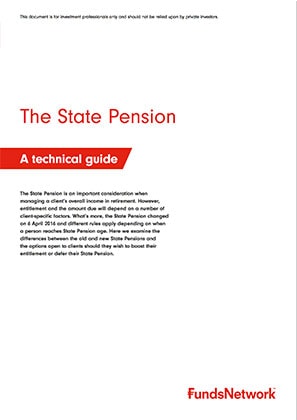 This document is for investment professionals only and should not be relied upon by private investors.
The State Pension
A technical guide
The State Pension is an important consideration when
managing a client's overall income in retirement. However,
entitlement and the amount due will depend on a number of
client-specific factors. What's more, the State Pension changed
on 6 April 2016 and different rules apply depending on when
a person reaches State Pension age. Here we examine the
differences between the old and new State Pensions and
the options open to clients should they wish to boost their
entitlement or defer their State Pension.
FundsNetwork™